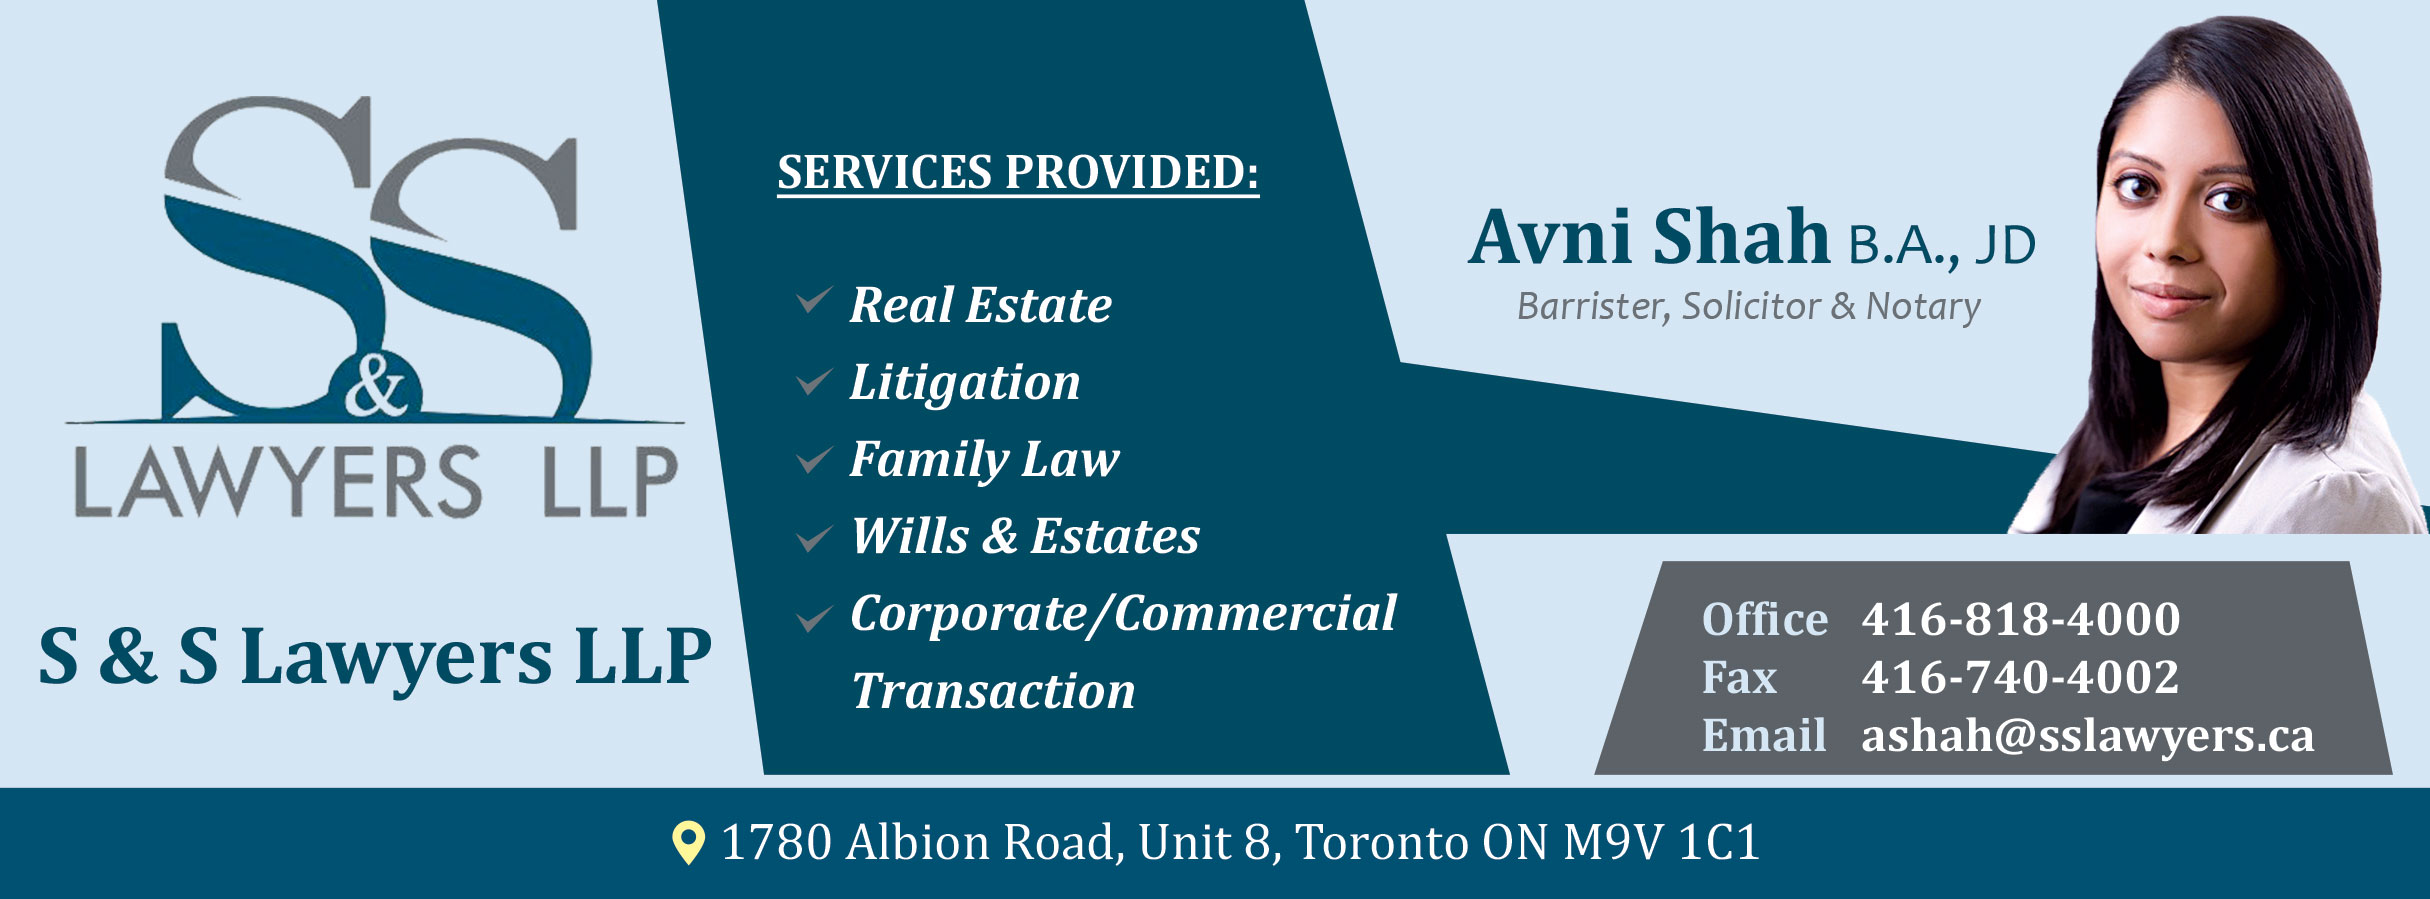 S&S
LAWYERS LLP
S & S Lawyers LLP
SERVICES PROVIDED:
Real Estate
Litigation
Family Law
Wills & Estates
Corporate/Commercial
Transaction
Avni Shah B.A., JD
Barrister, Solicitor & Notary
Office 416-818-4000
Fax 416-740-4002
Email ashah@sslawyers.ca
1780 Albion Road, Unit 8, Toronto ON M9V 1C1